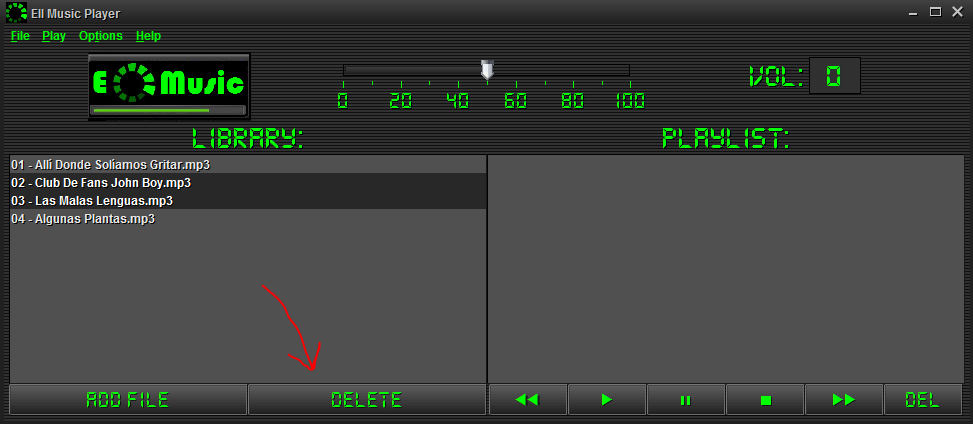 Ell Music Player
File Play Options Help
E Music
VOL: 0
0 20 40 60 80 100
LIBRARY:
PLAYLIST:
01 - Allí Donde Solíamos Gritar.mp3
02 - Club De Fans John Boy.mp3
03 - Las Malas Lenguas.mp3
04 - Algunas Plantas.mp3
ADD FILE
DELETE
DEL